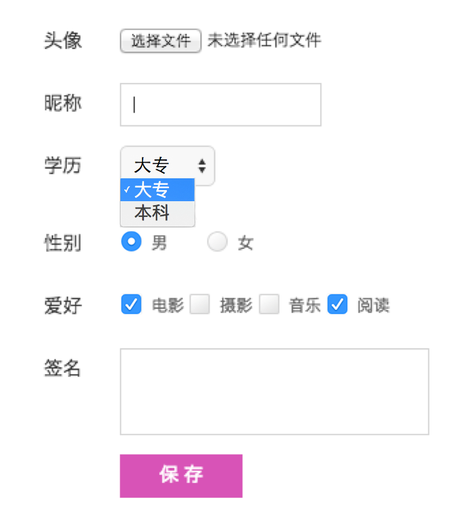 头像 选择文件 未选择任何文件
昵称
学历 大专
✓大专
本科
性别 男 女
爱好 电影 摄影 音乐 阅读
签名
保存